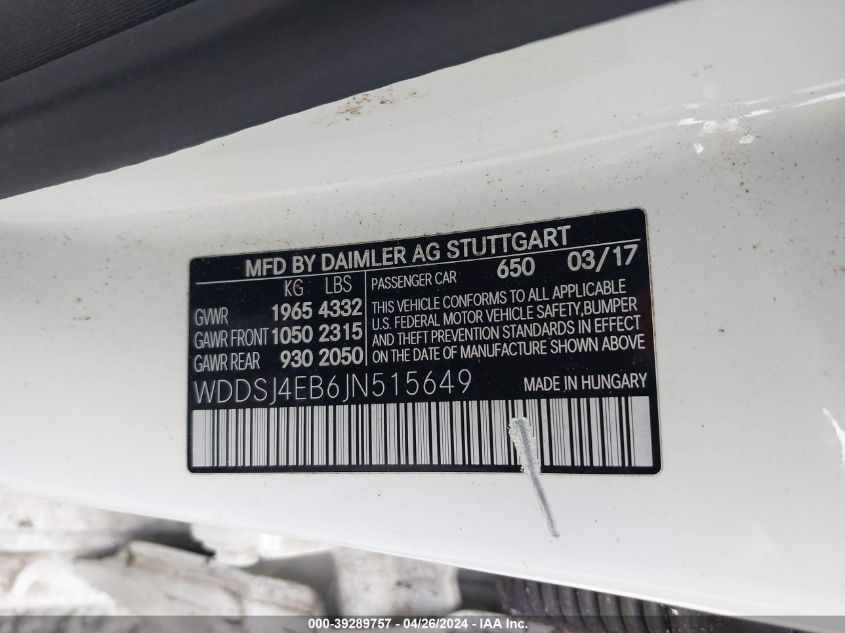 MFD BY DAIMLER AG STUTTGART
KG LBS
GVWR 1965 4332
GAWR FRONT 1050 2315
GAWR REAR 930 2050
PASSENGER CAR 650 03/17
THIS VEHICLE CONFORMS TO ALL APPLICABLE
U.S. FEDERAL MOTOR VEHICLE SAFETY,BUMPER
AND THEFT PREVENTION STANDARDS IN EFFECT
ON THE DATE OF MANUFACTURE SHOWN ABOVE
WDDSJ4EB6JN515649
MADE IN HUNGARY
000-39289757 - 04/26/2024 - IAA Inc.